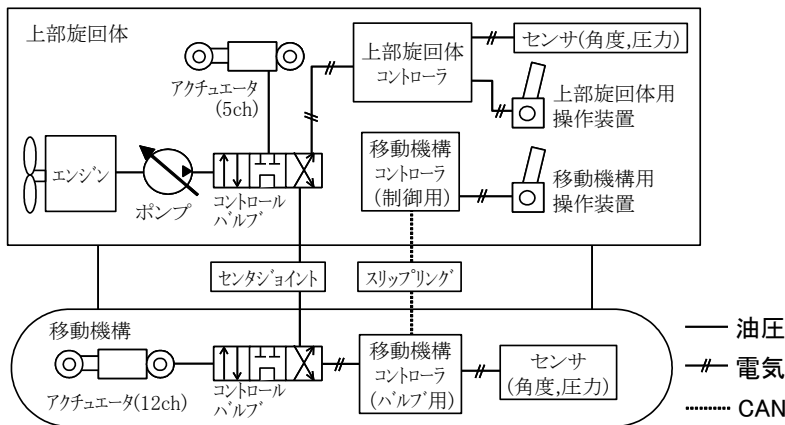 上部旋回体
アクチュエータ
(5ch)
上部旋回体
コントローラ
センサ(角度,圧力)
上部旋回体用
操作装置
エンジン
ポンプ
コントロール
バルブ
移動機構
コントローラ
(制御用)
移動機構用
操作装置
センタジョイント
スリップリング
移動機構
アクチュエータ(12ch)
コントロール
バルブ
移動機構
コントローラ
(バルブ用)
センサ
(角度,圧力)
油圧
電気
CAN